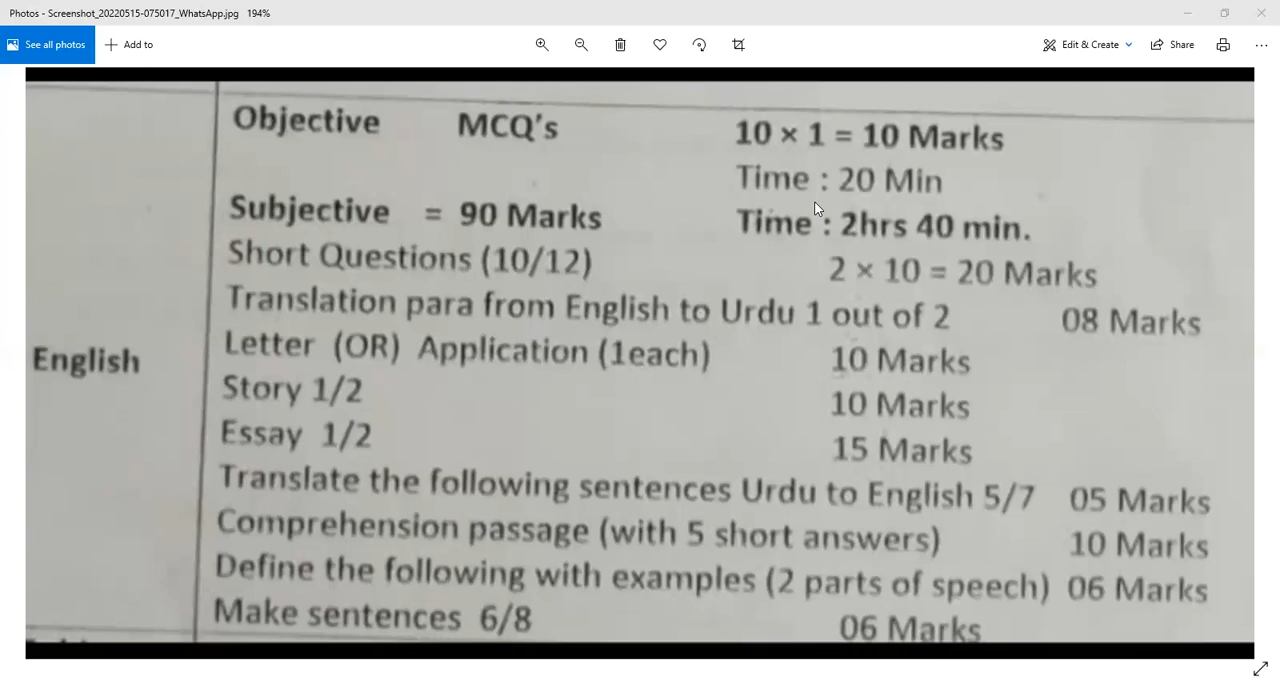 Photos - Screenshot_20220515-075017_WhatsApp.jpg 194%
See all photos
Add to
Edit & Create
Share
Objective MCQ's 10 × 1 = 10 Marks
Time : 20 Min
Subjective = 90 Marks Time : 2hrs 40 min.
Short Questions (10/12) 2 × 10 = 20 Marks
Translation para from English to Urdu 1 out of 2 08 Marks
English
Letter (OR) Application (1each) 10 Marks
Story 1/2 10 Marks
Essay 1/2 15 Marks
Translate the following sentences Urdu to English 5/7 05 Marks
Comprehension passage (with 5 short answers) 10 Marks
Define the following with examples (2 parts of speech) 06 Marks
Make sentences 6/8 06 Marks